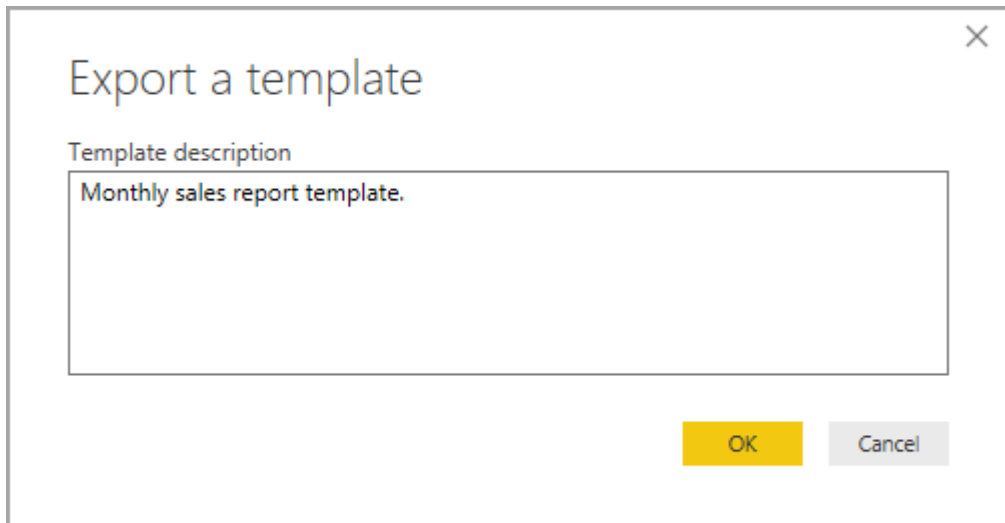 Export a template
Template description
Monthly sales report template.
OK
Cancel